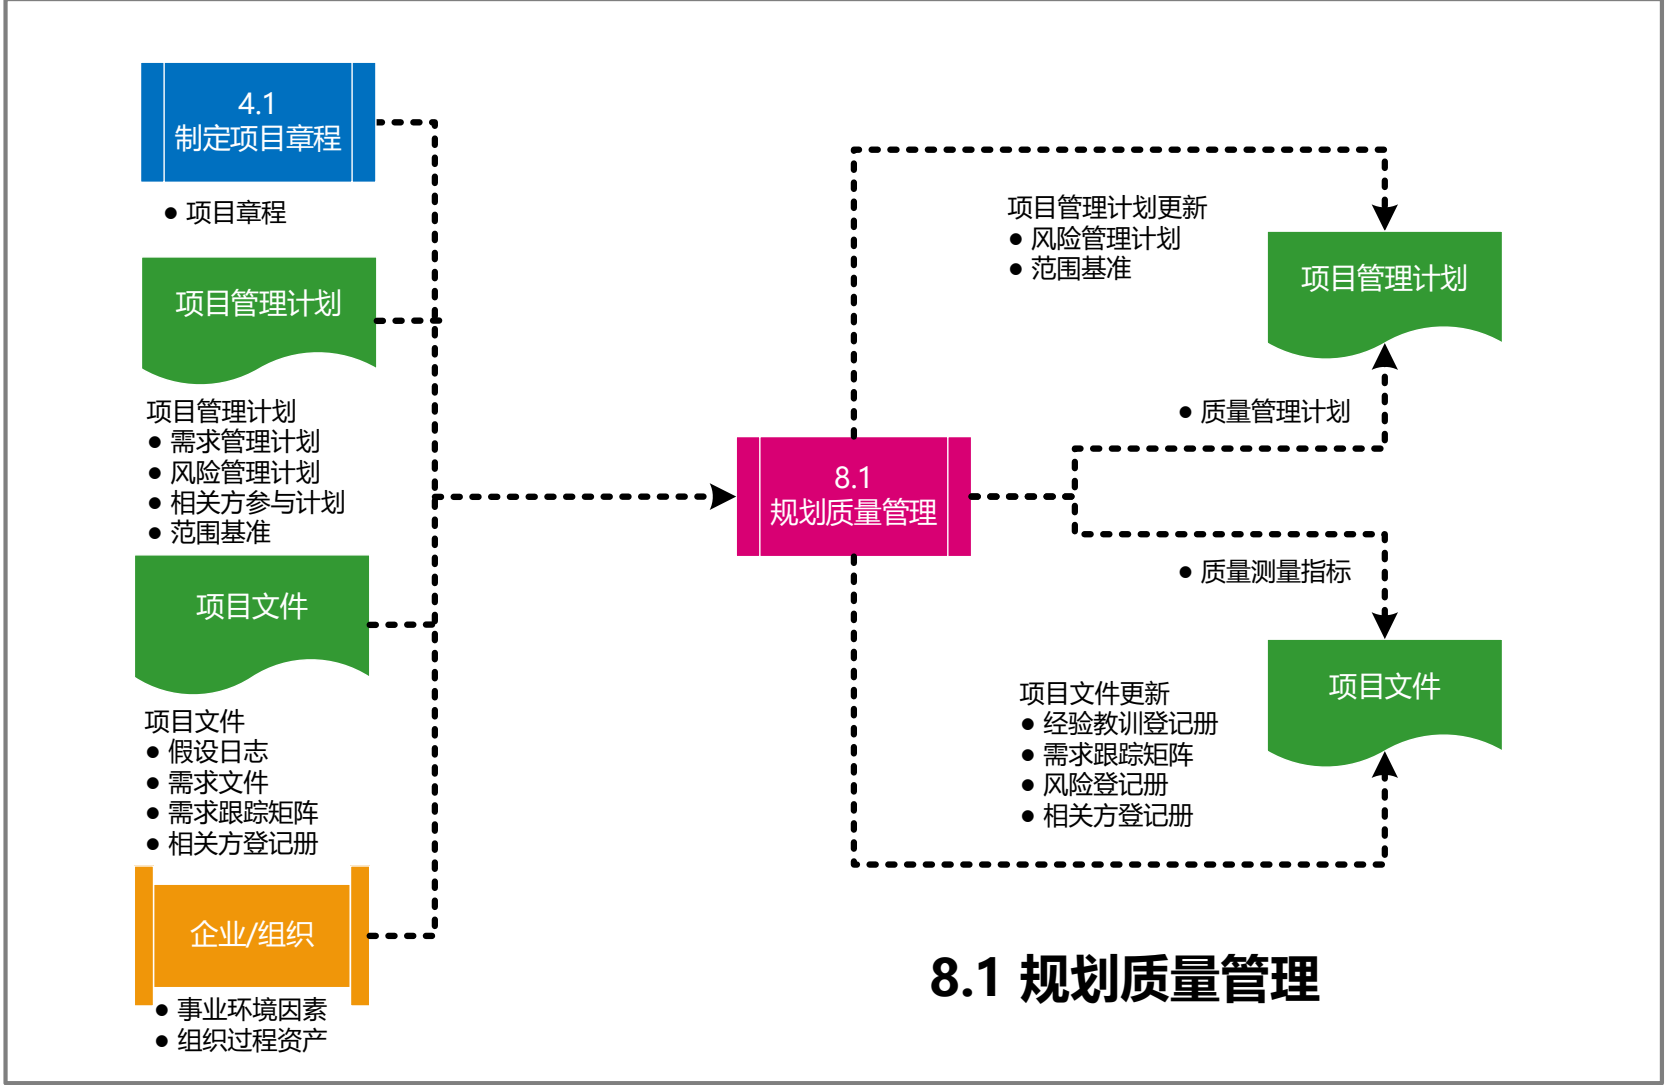 4.1
制定项目章程
● 项目章程
项目管理计划
项目管理计划
● 需求管理计划
● 风险管理计划
● 相关方参与计划
● 范围基准
项目文件
项目文件
● 假设日志
● 需求文件
● 需求跟踪矩阵
● 相关方登记册
企业/组织
● 事业环境因素
● 组织过程资产
8.1
规划质量管理
项目管理计划更新
● 风险管理计划
● 范围基准
项目管理计划
● 质量管理计划
● 质量测量指标
项目文件
项目文件更新
● 经验教训登记册
● 需求跟踪矩阵
● 风险登记册
● 相关方登记册
8.1 规划质量管理